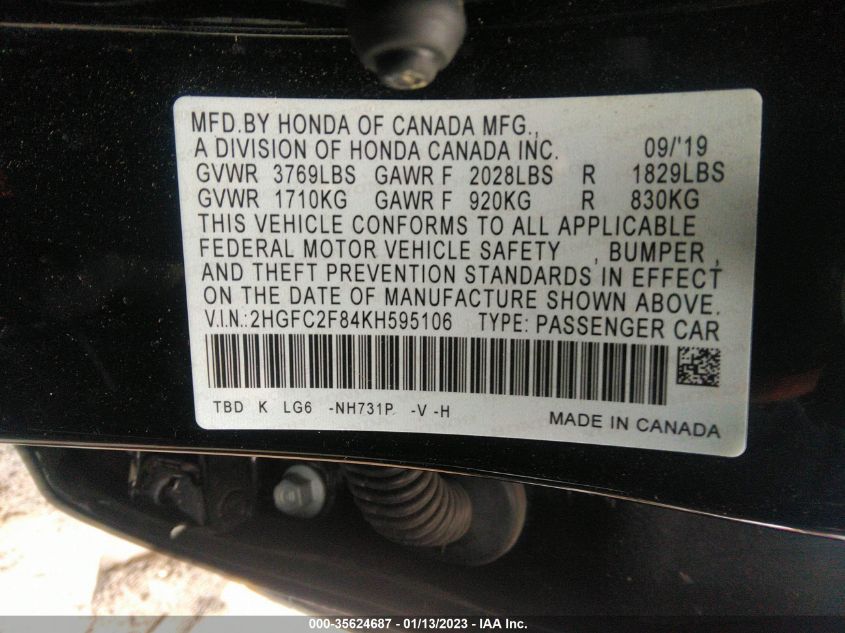 MFD.BY HONDA OF CANADA MFG.,
A DIVISION OF HONDA CANADA INC. 09/'19
GVWR 3769LBS GAWR F 2028LBS R 1829LBS
GVWR 1710KG GAWR F 920KG R 830KG
THIS VEHICLE CONFORMS TO ALL APPLICABLE
FEDERAL MOTOR VEHICLE SAFETY , BUMPER ,
AND THEFT PREVENTION STANDARDS IN EFFECT
ON THE DATE OF MANUFACTURE SHOWN ABOVE.
V.I.N.:2HGFC2F84KH595106 TYPE: PASSENGER CAR
TBD K LG6 -NH731P -V -H
MADE IN CANADA
000-35624687 - 01/13/2023 - IAA Inc.